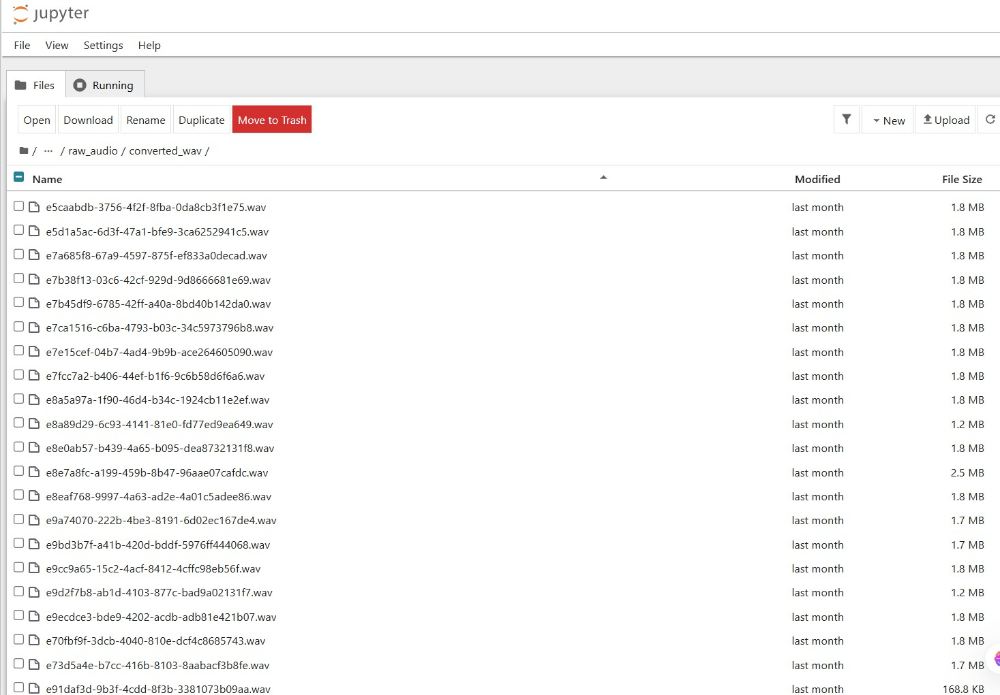 jupyter
File View Settings Help
Files Running
Open Download Rename Duplicate Move to Trash New Upload
/ ... / raw_audio / converted_wav /
Name Modified File Size
e5caabdb-3756-4f2f-8fba-0da8cb3f1e75.wav last month 1.8 MB
e5d1a5ac-6d3f-47a1-bfe9-3ca6252941c5.wav last month 1.8 MB
e7a685f8-67a9-4597-875f-ef833a0decad.wav last month 1.8 MB
e7b38f13-03c6-42cf-929d-9d8666681e69.wav last month 1.8 MB
e7b45df9-6785-42ff-a40a-8bd40b142da0.wav last month 1.8 MB
e7ca1516-c6ba-4793-b03c-34c5973796b8.wav last month 1.8 MB
e7e15cef-04b7-4ad4-9b9b-ace264605090.wav last month 1.8 MB
e7fcc7a2-b406-44ef-b1f6-9c6b58d6f6a6.wav last month 1.8 MB
e8a5a97a-1f90-46d4-b34c-1924cb11e2ef.wav last month 1.8 MB
e8a89d29-6c93-4141-81e0-fd77ed9ea649.wav last month 1.2 MB
e8e0ab57-b439-4a65-b095-dea8732131f8.wav last month 1.8 MB
e8e7a8fc-a199-459b-8b47-96aae07cafdc.wav last month 2.5 MB
e8eaf768-9997-4a63-ad2e-4a01c5adee86.wav last month 1.8 MB
e9a74070-222b-4be3-8191-6d02ec167de4.wav last month 1.7 MB
e9bd3b7f-a41b-420d-bddf-5976ff444068.wav last month 1.7 MB
e9cc9a65-15c2-4acf-8412-4cffc98eb56f.wav last month 1.8 MB
e9d2f7b8-ab1d-4103-877c-bad9a02131f7.wav last month 1.2 MB
e9ecdce3-bde9-4202-acdb-adb81e421b07.wav last month 1.8 MB
e70fbf9f-3dcb-4040-810e-dcf4c8685743.wav last month 1.8 MB
e73d5a4e-b7cc-416b-8103-8aabacf3b8fe.wav last month 1.7 MB
e91daf3d-9b3f-4cdd-8f3b-3381073b09aa.wav last month 168.8 KB